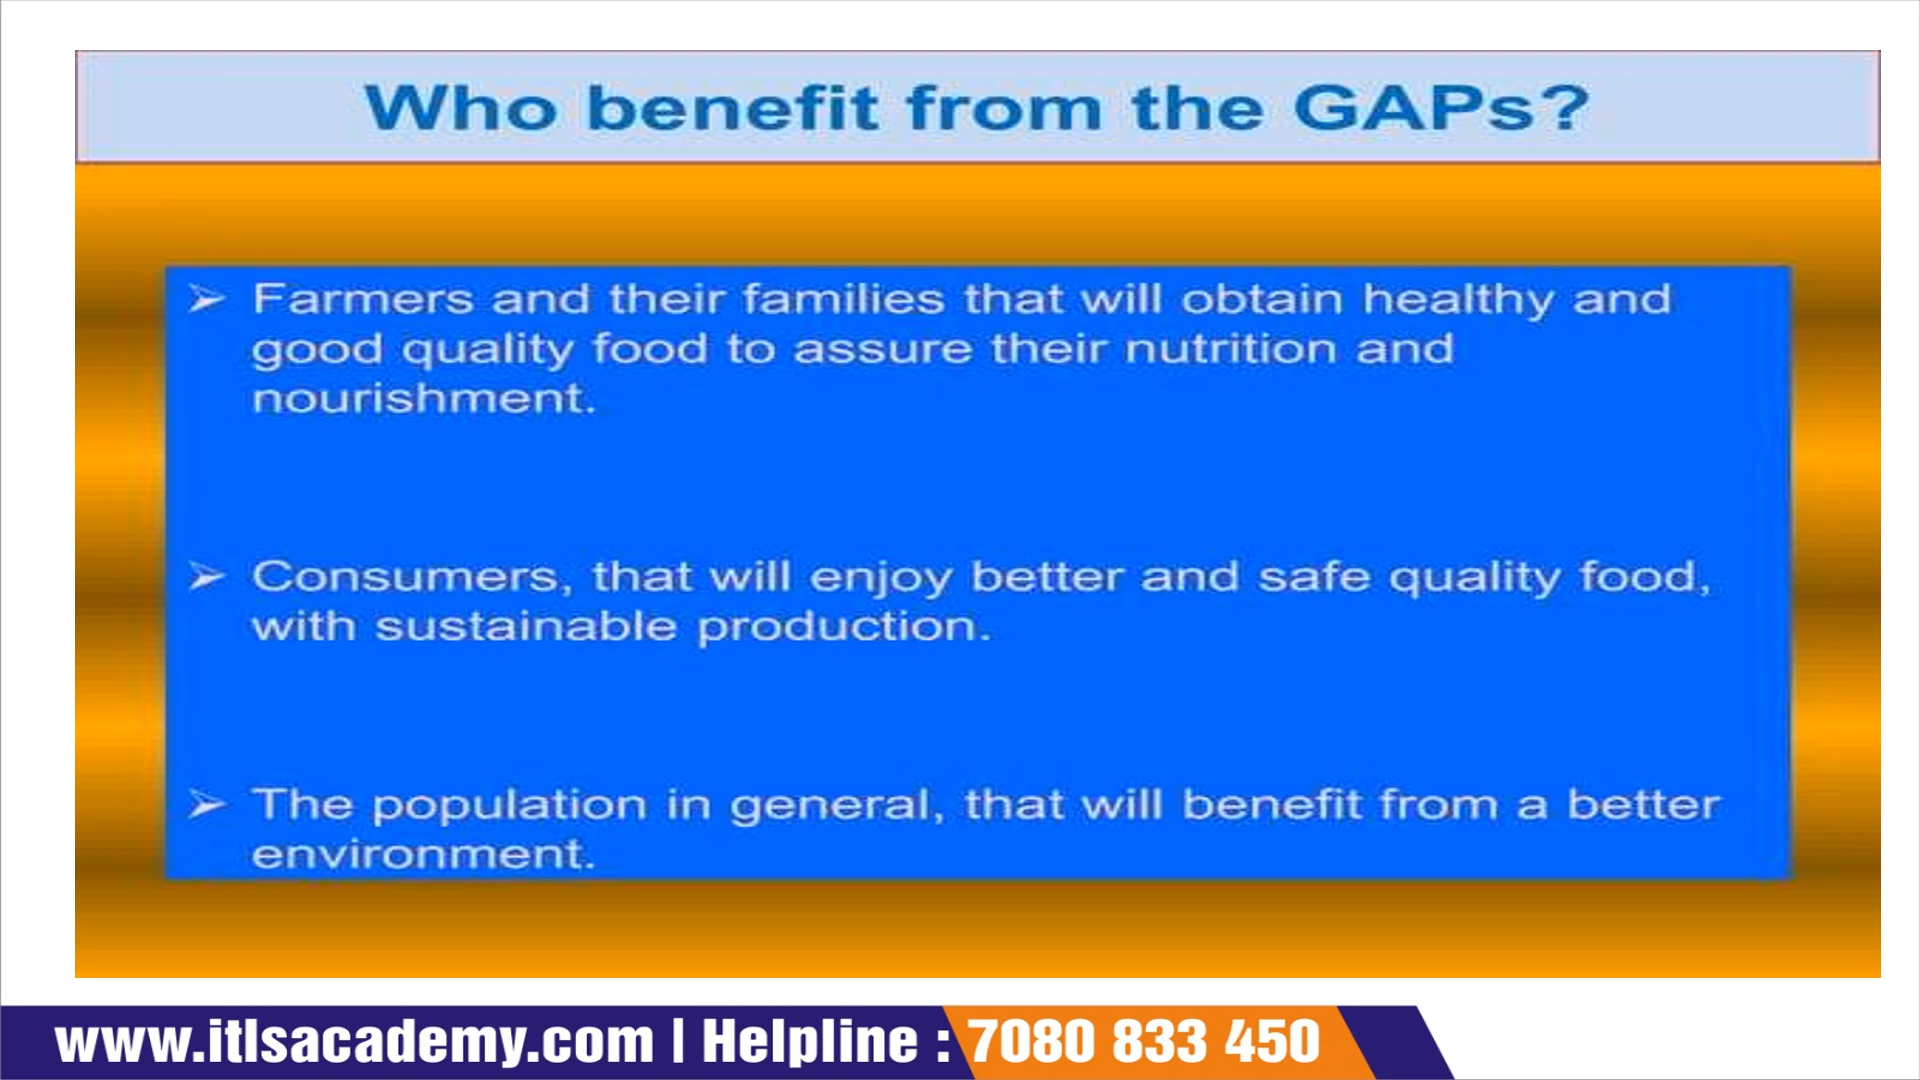 Who benefit from the GAPs?
➢ Farmers and their families that will obtain healthy and
good quality food to assure their nutrition and
nourishment.
➢ Consumers, that will enjoy better and safe quality food,
with sustainable production.
➢ The population in general, that will benefit from a better
environment.
www.itlsacademy.com | Helpline : 7080 833 450